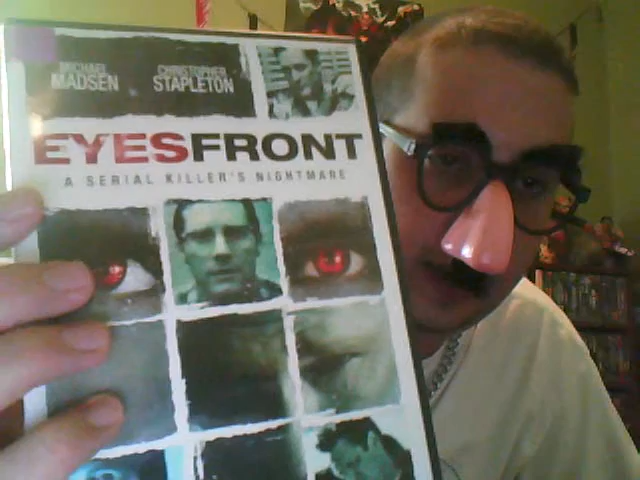 MICHAEL CHRISTOPHER
MADSEN STAPLETON
EYESFRONT
A SERIAL KILLER'S NIGHTMARE